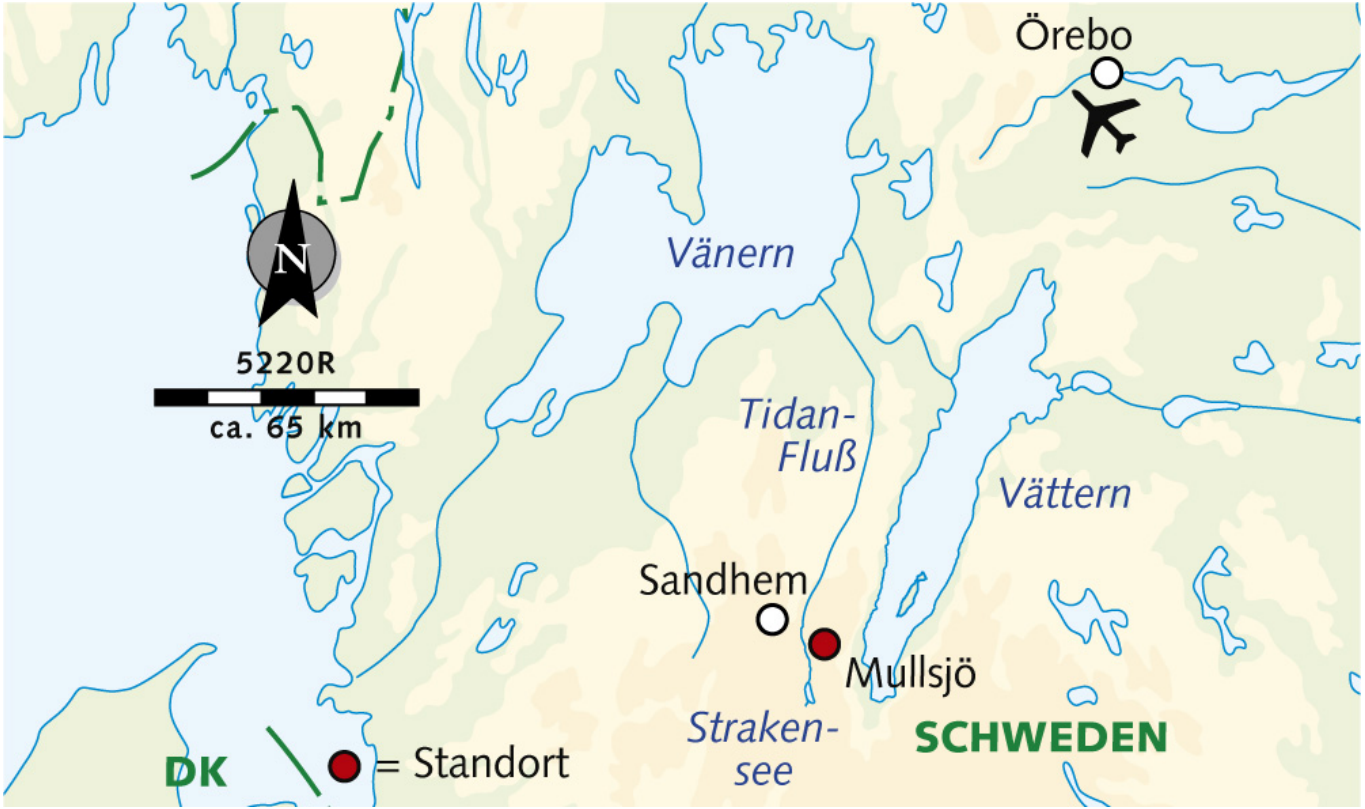 Örebo
Vänern
N
5220R
ca. 65 km
Tidan-
Fluß
Vättern
Sandhem
Mullsjö
Straken-
see
SCHWEDEN
DK
= Standort